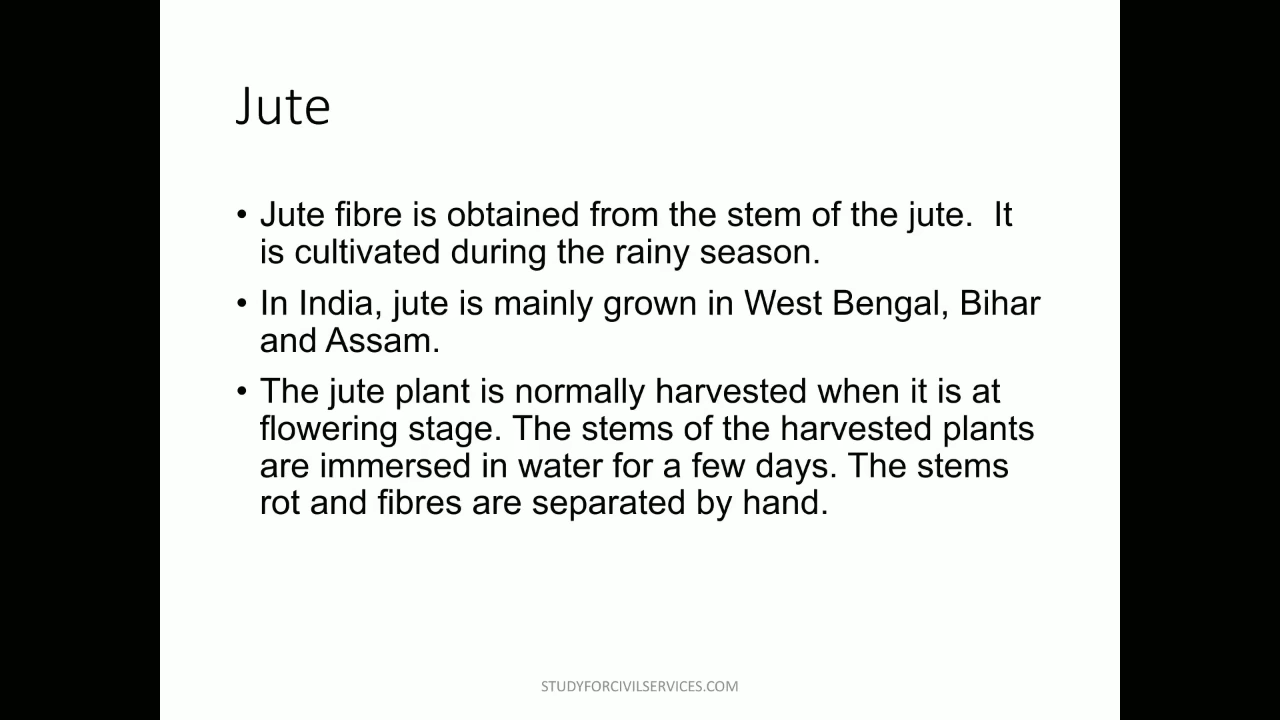 Jute
• Jute fibre is obtained from the stem of the jute.  It
is cultivated during the rainy season.
• In India, jute is mainly grown in West Bengal, Bihar
and Assam.
• The jute plant is normally harvested when it is at
flowering stage. The stems of the harvested plants
are immersed in water for a few days. The stems
rot and fibres are separated by hand.
STUDYFORCIVILSERVICES.COM